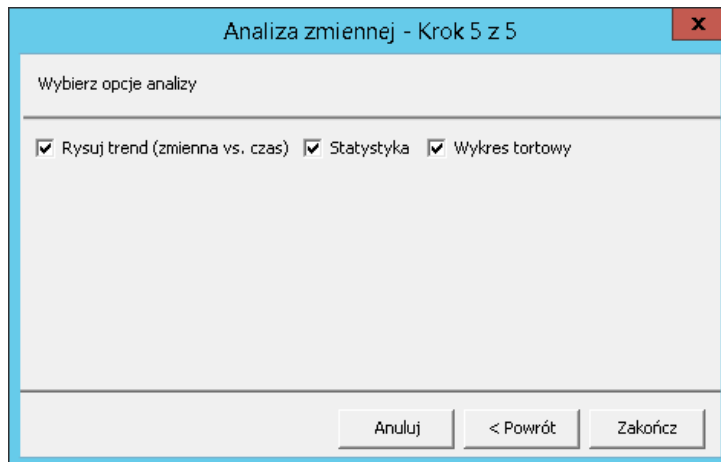 Analiza zmiennej - Krok 5 z 5
x
Wybierz opcje analizy
Rysuj trend (zmienna vs. czas) Statystyka Wykres tortowy
Anuluj < Powrót Zakończ